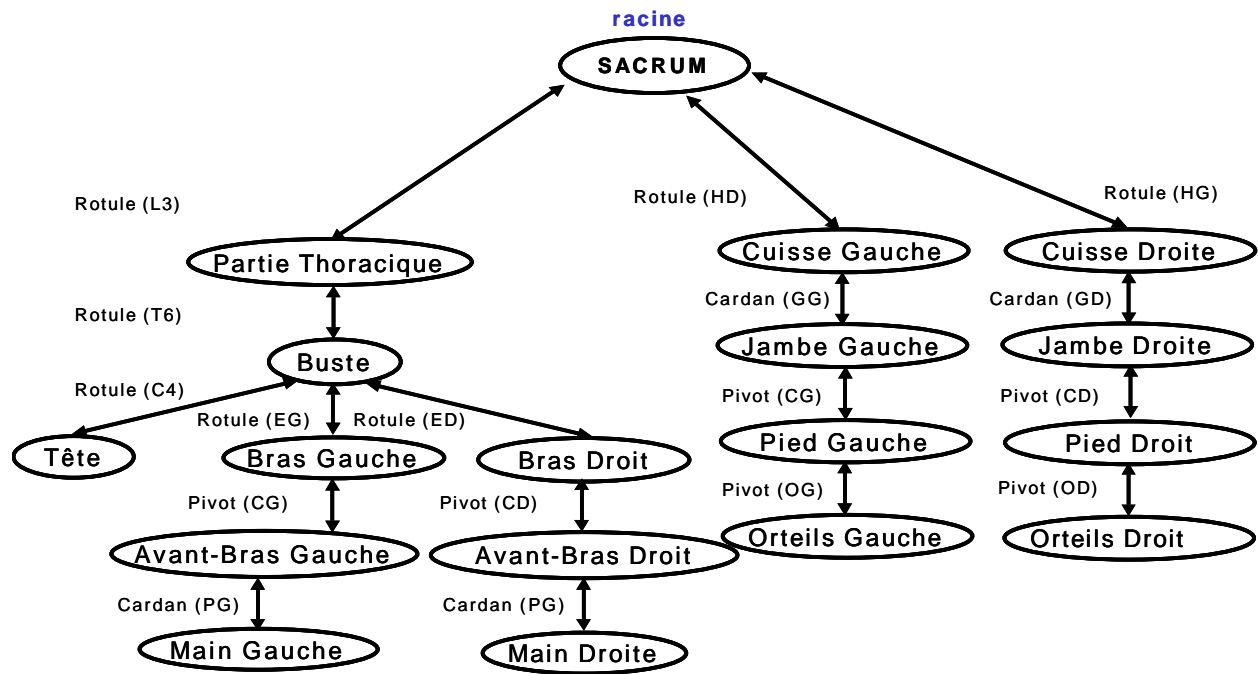 racine
SACRUM
Rotule (L3)
Rotule (HD)
Rotule (HG)
Partie Thoracique
Cuisse Gauche
Cuisse Droite
Rotule (T6)
Cardan (GG)
Cardan (GD)
Buste
Jambe Gauche
Jambe Droite
Rotule (C4)
Rotule (EG)
Rotule (ED)
Pivot (CG)
Pivot (CD)
Tête
Bras Gauche
Bras Droit
Pied Gauche
Pied Droit
Pivot (CG)
Pivot (CD)
Pivot (OG)
Pivot (OD)
Avant-Bras Gauche
Avant-Bras Droit
Orteils Gauche
Orteils Droit
Cardan (PG)
Cardan (PG)
Main Gauche
Main Droite